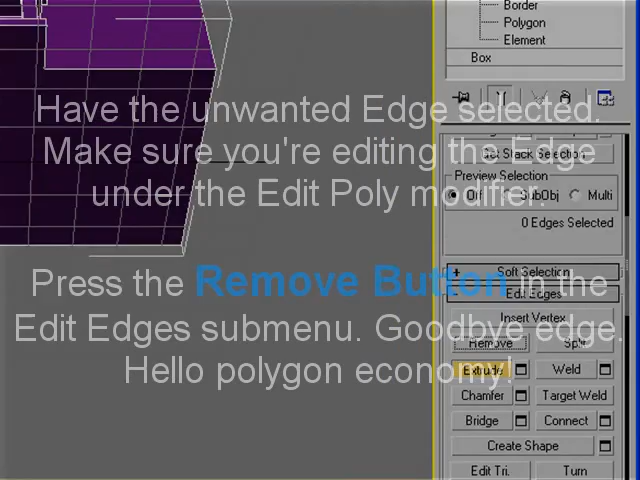 Border
Polygon
Element
Box
Have the unwanted Edge selected.
Make sure you're editing the Edge
under the Edit Poly modifier.
Get Stack Selection
Preview Selection
Off SubObj Multi
0 Edges Selected
Press the Remove Button in the
Edit Edges submenu. Goodbye edge.
Hello polygon economy!
+ Soft Selection
- Edit Edges
Insert Vertex
Remove Split
Extrude Weld
Chamfer Target Weld
Bridge Connect
Create Shape
Edit Tri. Turn